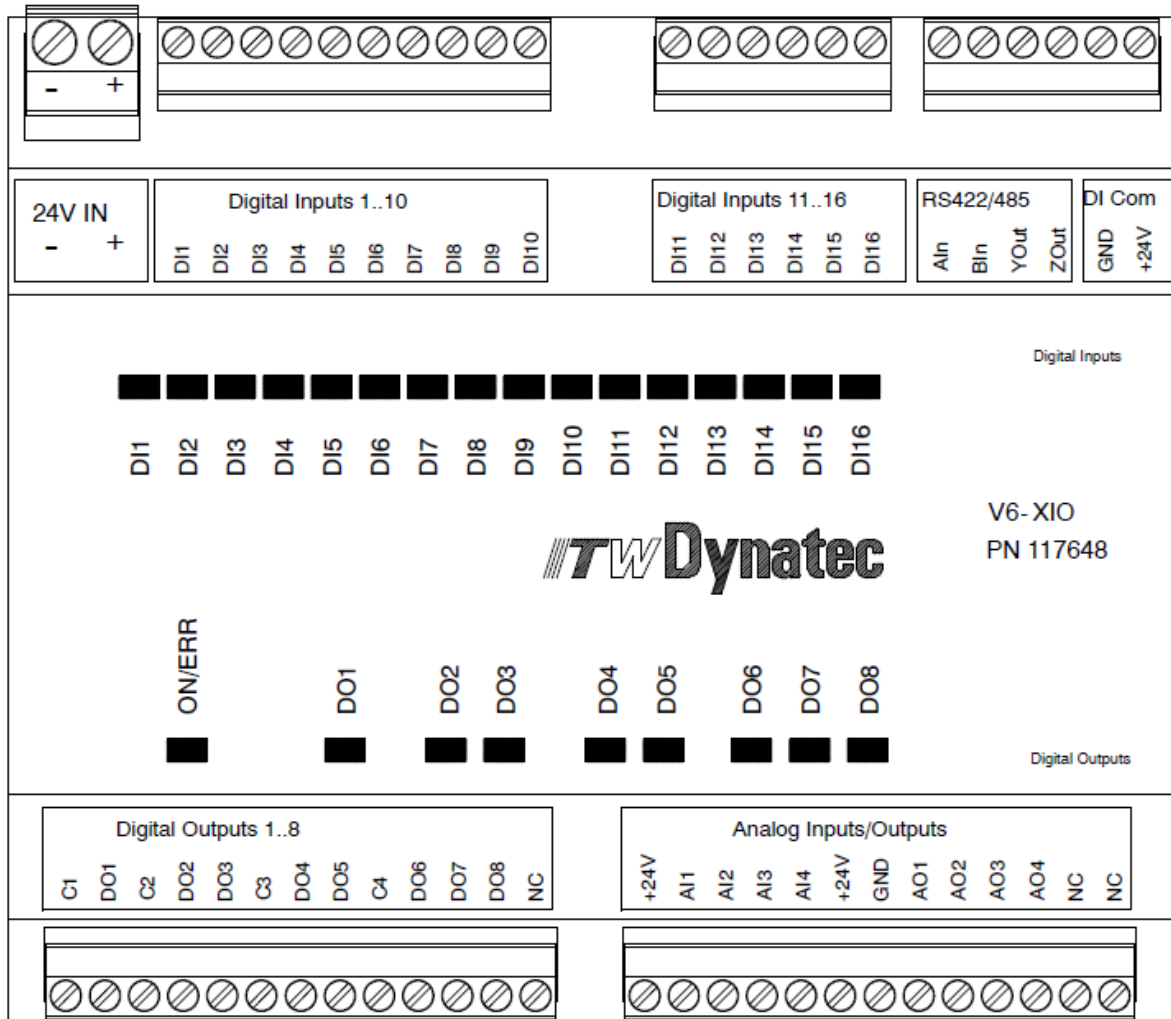 - +
24V IN
- +
Digital Inputs 1..10
DI1 DI2 DI3 DI4 DI5 DI6 DI7 DI8 DI9 DI10
Digital Inputs 11..16
DI11 DI12 DI13 DI14 DI15 DI16
RS422/485
AIn BIn YOut ZOut
DI Com
GND +24V
Digital Inputs
DI1 DI2 DI3 DI4 DI5 DI6 DI7 DI8 DI9 DI10 DI11 DI12 DI13 DI14 DI15 DI16
ITW Dynatec
V6- XIO
PN 117648
ON/ERR DO1 DO2 DO3 DO4 DO5 DO6 DO7 DO8
Digital Outputs
Digital Outputs 1..8
C1 DO1 C2 DO2 DO3 C3 DO4 DO5 C4 DO6 DO7 DO8 NC
Analog Inputs/Outputs
+24V AI1 AI2 AI3 AI4 +24V GND AO1 AO2 AO3 AO4 NC NC